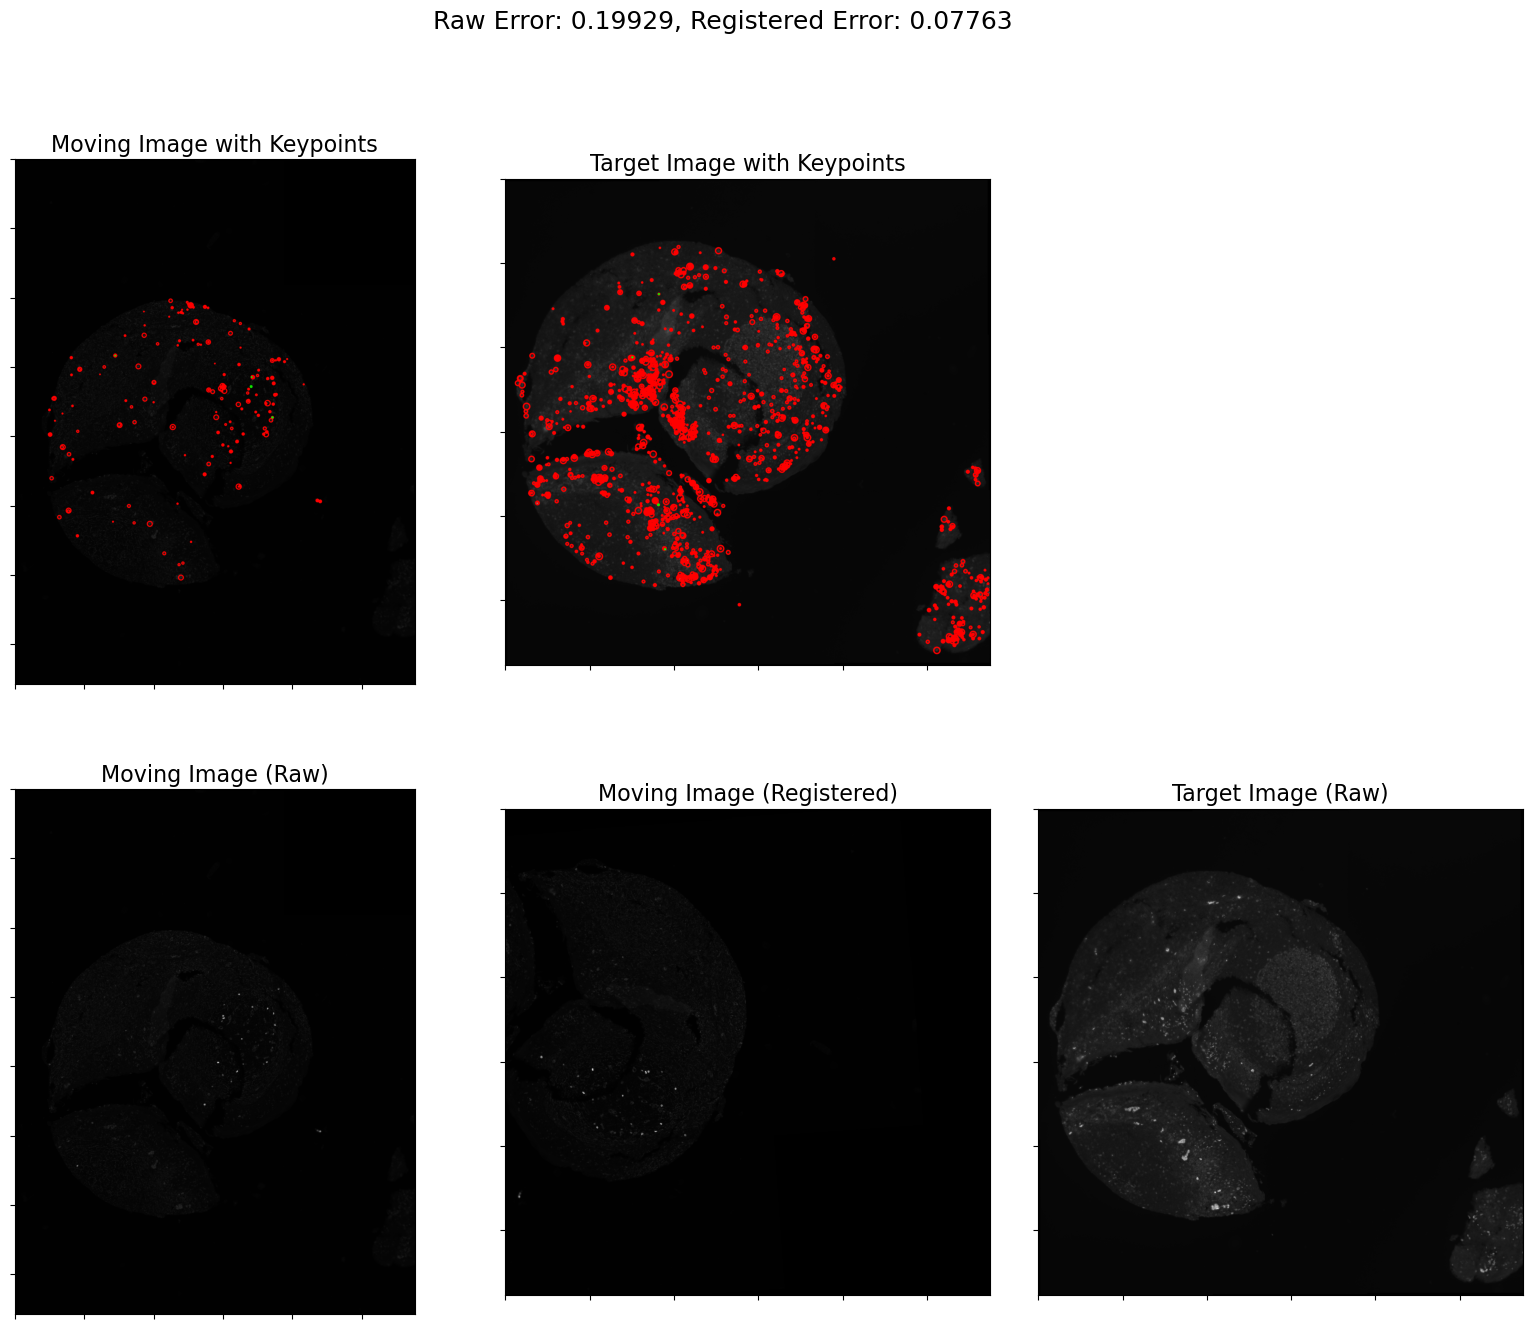 Raw Error: 0.19929, Registered Error: 0.07763
Moving Image with Keypoints
Target Image with Keypoints
Moving Image (Raw)
Moving Image (Registered)
Target Image (Raw)